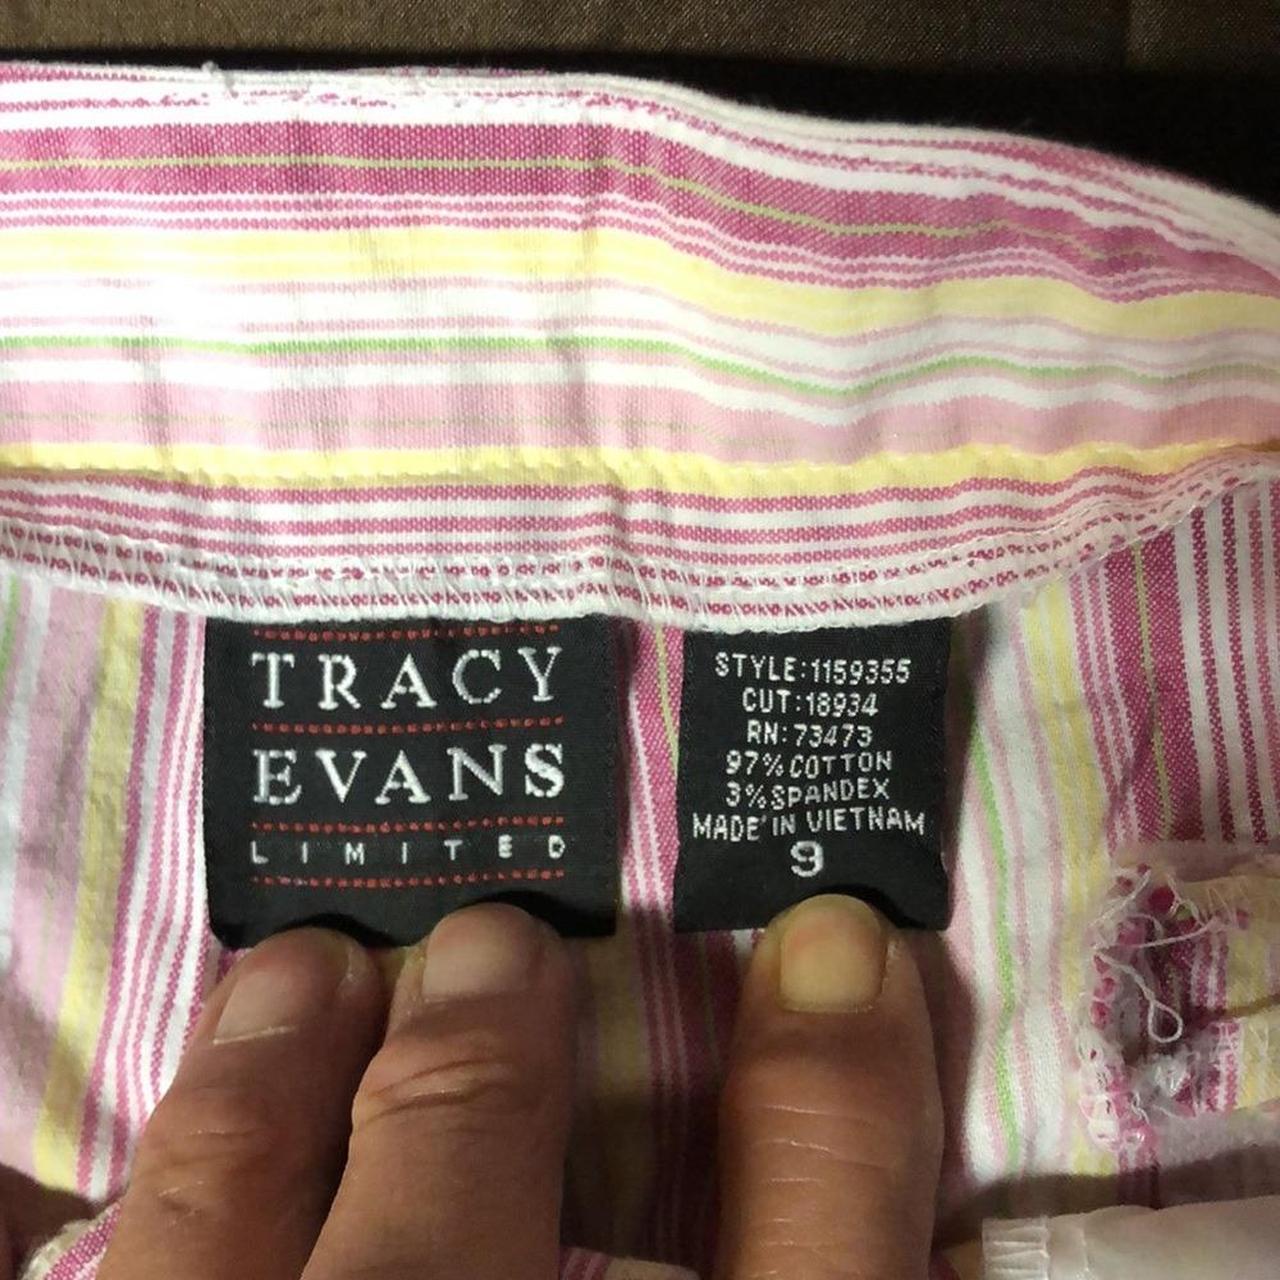 TRACY
EVANS
LIMITED
STYLE:1159355
CUT:18934
RN:73473
97%COTTON
3%SPANDEX
MADE IN VIETNAM
9